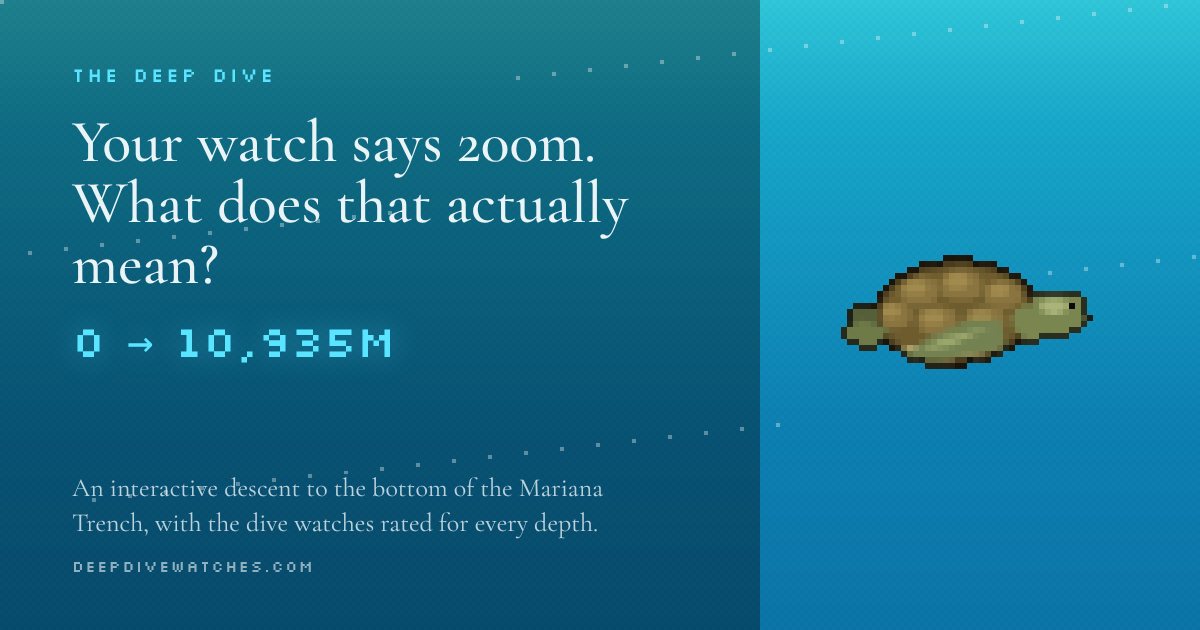 THE DEEP DIVE
Your watch says 200m.
What does that actually
mean?
0 → 10,935M
An interactive descent to the bottom of the Mariana
Trench, with the dive watches rated for every depth.
DEEPDIVEWATCHES.COM